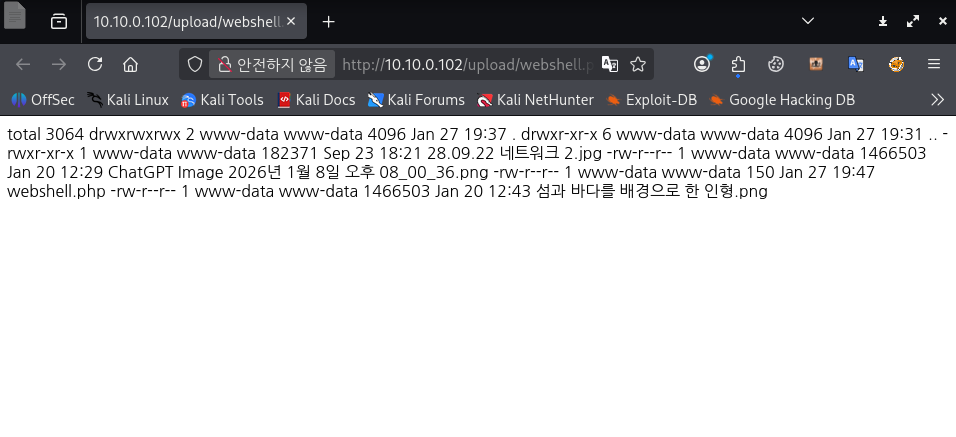 10.10.0.102/upload/webshell
안전하지 않음 http://10.10.0.102/upload/webshell.p
OffSec Kali Linux Kali Tools Kali Docs Kali Forums Kali NetHunter Exploit-DB Google Hacking DB
total 3064 drwxrwxrwx 2 www-data www-data 4096 Jan 27 19:37 . drwxr-xr-x 6 www-data www-data 4096 Jan 27 19:31 .. -
rwxr-xr-x 1 www-data www-data 182371 Sep 23 18:21 28.09.22 네트워크 2.jpg -rw-r--r-- 1 www-data www-data 1466503
Jan 20 12:29 ChatGPT Image 2026년 1월 8일 오후 08_00_36.png -rw-r--r-- 1 www-data www-data 150 Jan 27 19:47
webshell.php -rw-r--r-- 1 www-data www-data 1466503 Jan 20 12:43 섬과 바다를 배경으로 한 인형.png